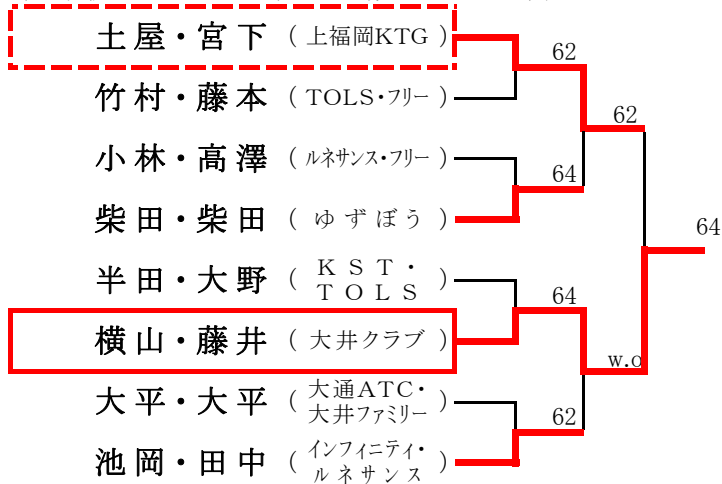 土屋・宮下 （上福岡KTG）
62
竹村・藤本 （TOLS・フリー）
62
小林・高澤 （ルネサンス・フリー）
64
柴田・柴田 （ゆずぼう）
64
半田・大野 （KST・
TOLS）
64
横山・藤井 （大井クラブ）
w.o
大平・大平 （大通ATC・
大井ファミリー）
62
池岡・田中 （インフィニティ・
ルネサンス）